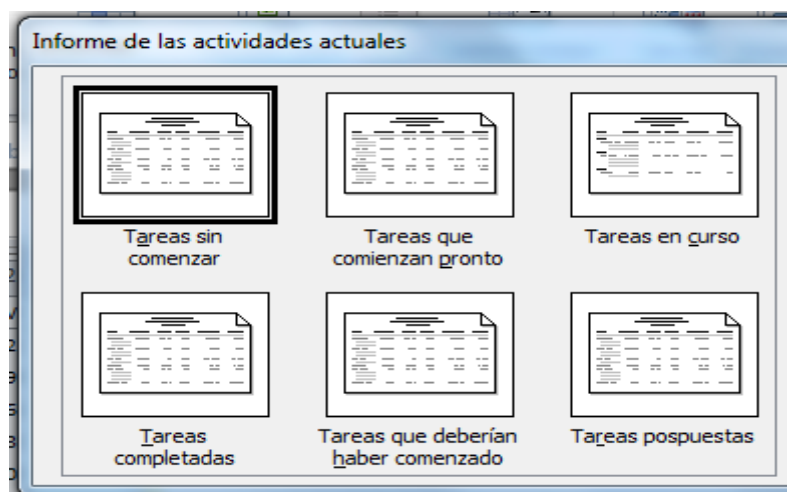 Informe de las actividades actuales
Tareas sin
comenzar
Tareas que
comienzan pronto
Tareas en curso
Tareas
completadas
Tareas que deberían
haber comenzado
Tareas pospuestas